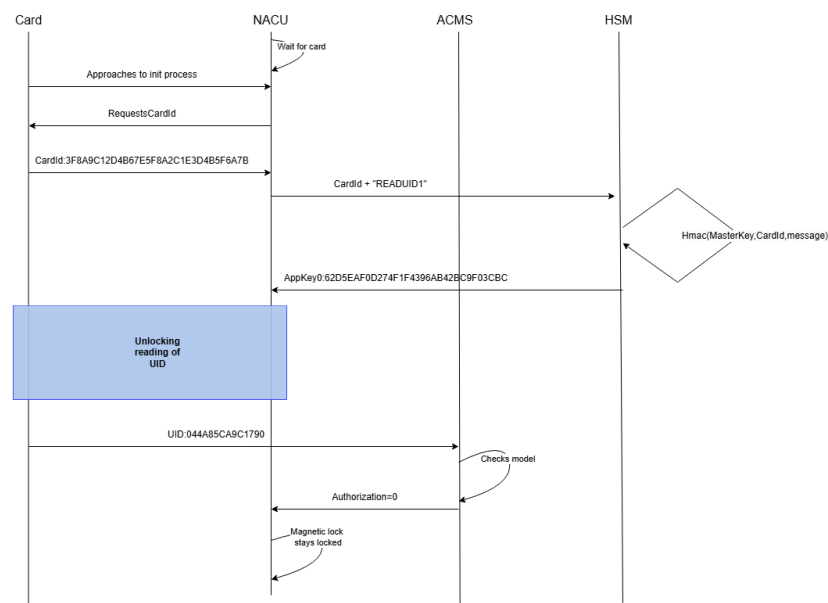 Card
NACU
ACMS
HSM
Wait for card
Approaches to init process
RequestsCardId
CardId:3F8A9C12D4B67E5F8A2C1E3D4B5F6A7B
CardId + "READUID1"
Hmac(MasterKey,CardId,message)
AppKey0:62D5EAF0D274F1F4396AB42BC9F03CBC
Unlocking
reading of
UID
UID:044A85CA9C1790
Checks model
Authorization=0
Magnetic lock
stays locked